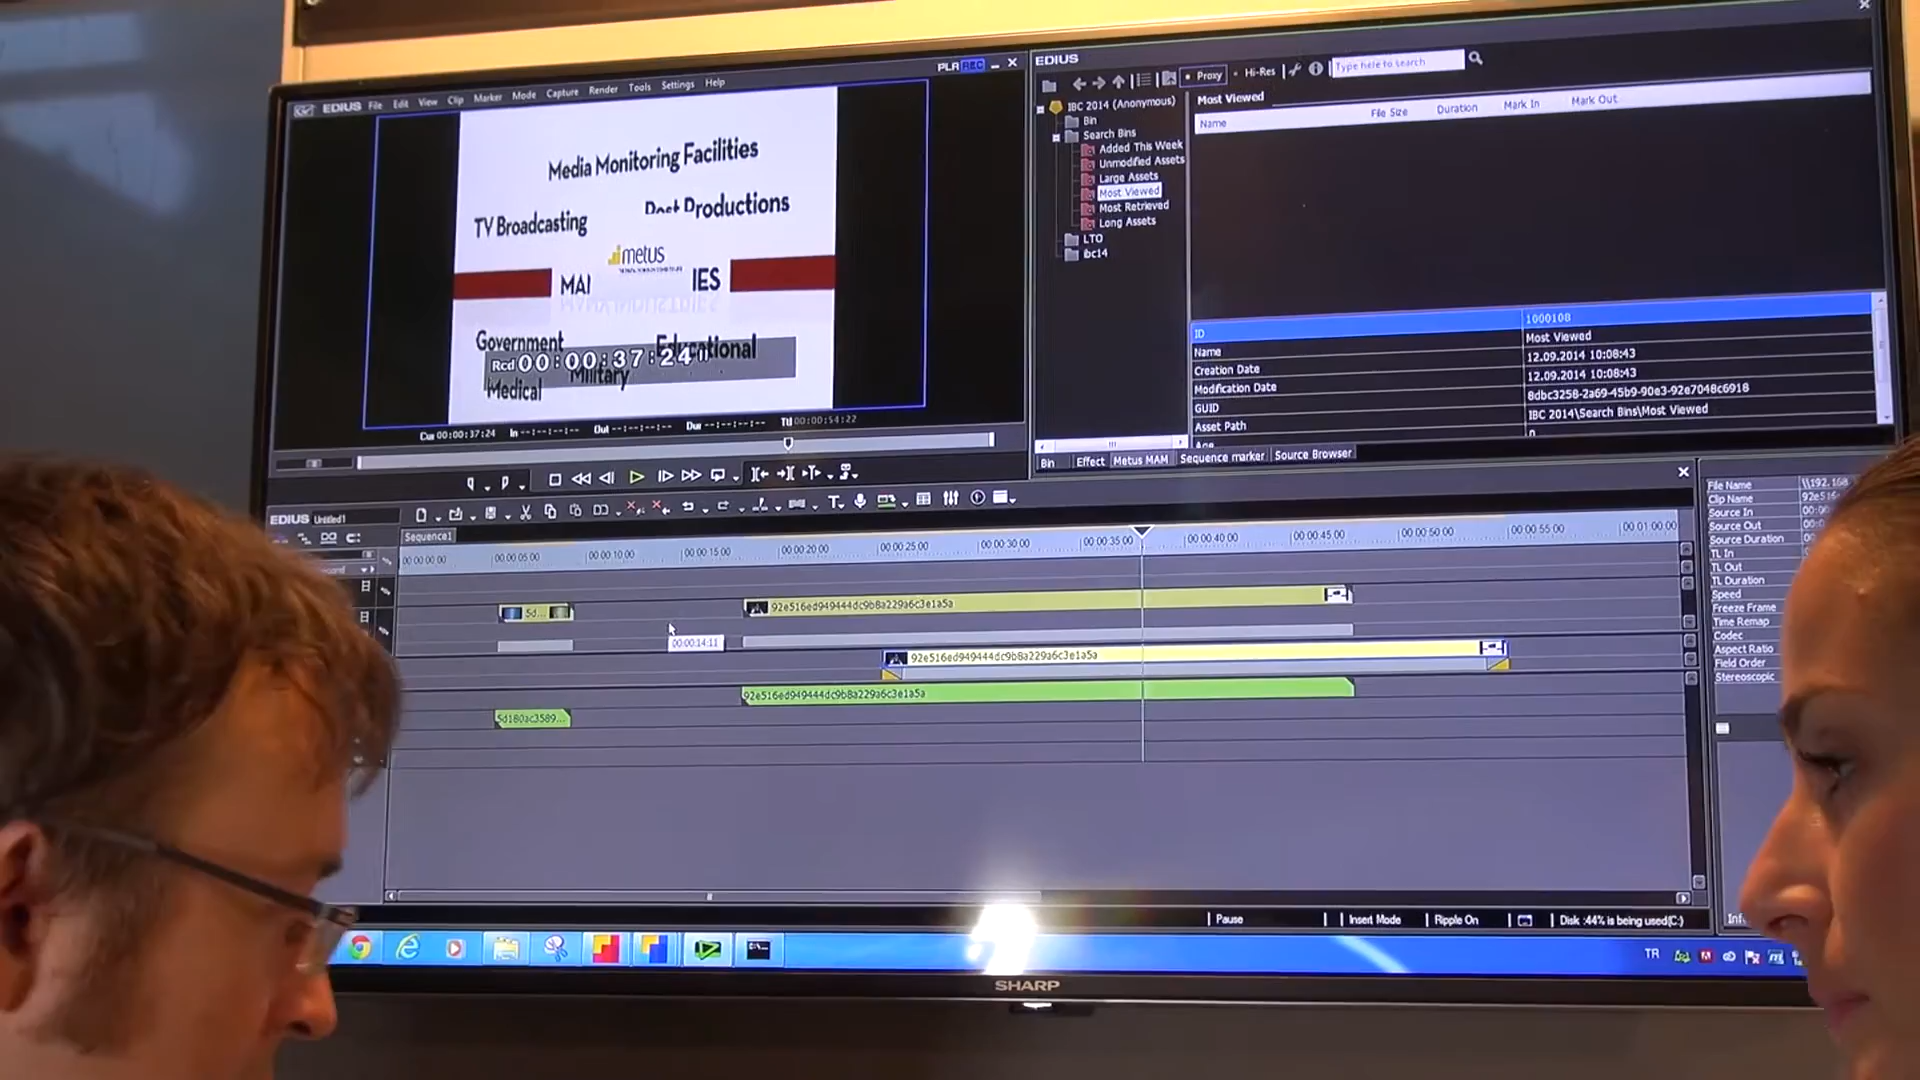 EDIUS File Edit View Clip Marker Mode Capture Render Tools Settings Help
PLR REC
Media Monitoring Facilities
TV Broadcasting
Productions
metus
Government
Educational
Rcd 00:00:37:24
Military
Medical
Cur 00:00:37:24 In --:--:--:-- Out --:--:--:-- Dur --:--:--:-- Ttl 00:00:54:22
EDIUS
Proxy Hi-Res Type here to search
IBC 2014 (Anonymous)
Bin
Search Bins
Added This Week
Unmodified Assets
Large Assets
Most Viewed
Most Retrieved
Long Assets
LTO
ibc14
Most Viewed
Name File Size Duration Mark In Mark Out
ID 1000108
Name Most Viewed
Creation Date 12.09.2014 10:08:43
Modification Date 12.09.2014 10:08:43
GUID 8dbc3258-2a69-45b9-90e3-92e7048c6918
Asset Path IBC 2014\Search Bins\Most Viewed
Age 0
Bin Effect Metus MAM Sequence marker Source Browser
EDIUS Untitled1
Sequence1
00:00:00:00 00:00:05:00 00:00:10:00 00:00:15:00 00:00:20:00 00:00:25:00 00:00:30:00 00:00:35:00 00:00:40:00 00:00:45:00 00:00:50:00 00:00:55:00 00:01:00:00
5d...
92e516ed949444dc9b8a229a6c3e1a5a
00:00:14:11
92e516ed949444dc9b8a229a6c3e1a5a
92e516ed949444dc9b8a229a6c3e1a5a
5d180ac3589...
File Name \\192.168
Clip Name 92e516
Source In
Source Out
Source Duration
TL In
TL Out
TL Duration
Speed
Freeze Frame
Time Remap
Codec
Aspect Ratio
Field Order
Stereoscopic
Pause Insert Mode Ripple On Disk :44% is being used(C:)
TR
SHARP